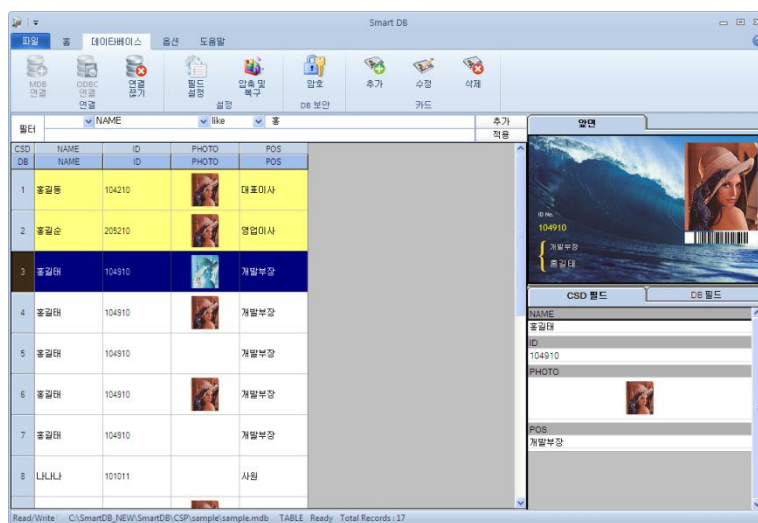 Smart DB
파일 홈 데이터베이스 옵션 도움말
MDB 연결
ODBC 연결
연결 끊기
필드 설정
압축 및 복구
암호
추가 수정 삭제
연결 설정 DB 보안 카드
필터 NAME like 홍 추가
적용
CSD NAME ID PHOTO POS
DB NAME ID PHOTO POS
1 홍길동 104210 대표이사
2 홍길순 205210 영업이사
3 홍길태 104910 개발부장
4 홍길태 104910 개발부장
5 홍길태 104910 개발부장
6 홍길태 104910 개발부장
7 홍길태 104910 개발부장
8 나나나 101011 사원
앞면
ID No.
104910
개발부장
홍길태
CSD 필드 DB 필드
NAME
홍길태
ID
104910
PHOTO
POS
개발부장
Read/Write C:\SmartDB_NEW\SmartDB\CSP\sample\sample.mdb TABLE Ready Total Records : 17